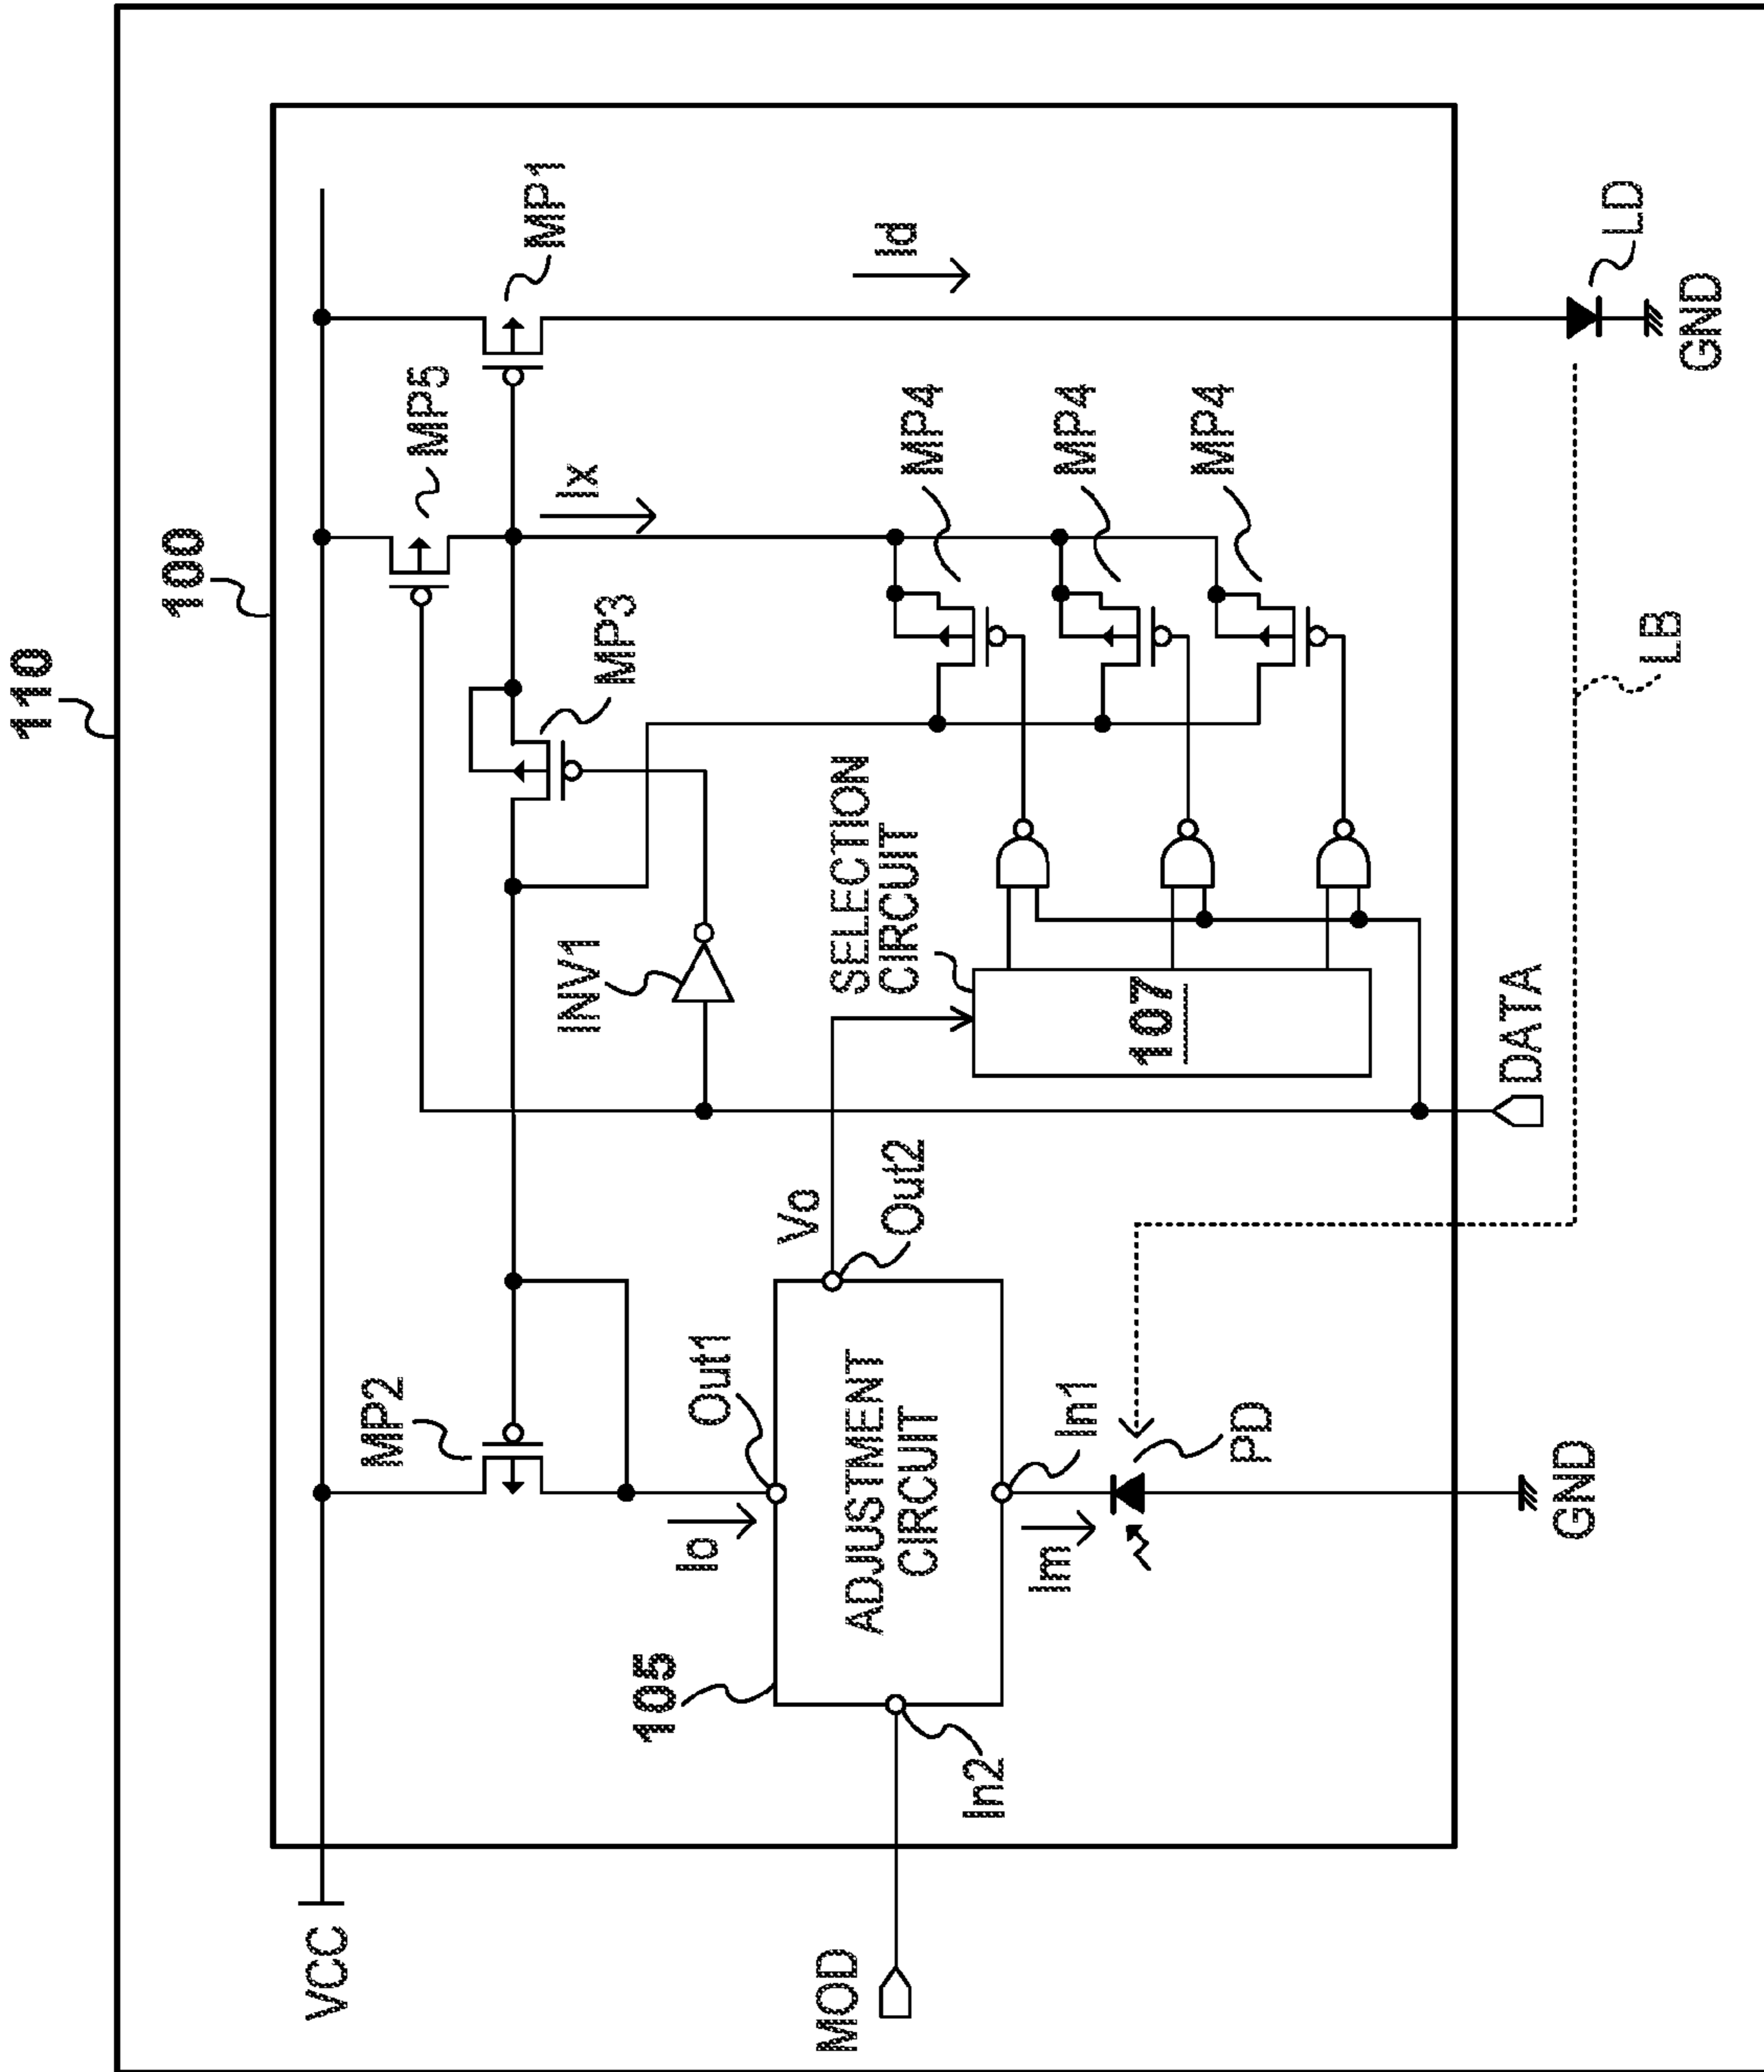 110
100
VCC
MP2
MP5
MP1
MP3
Ix
Id
INV1
Io
Out1
105
ADJUSTMENT
CIRCUIT
Vo
Out2
SELECTION
CIRCUIT
107
MP4
MP4
MP4
MOD
In2
Im
In1
PD
GND
DATA
LB
LD
GND